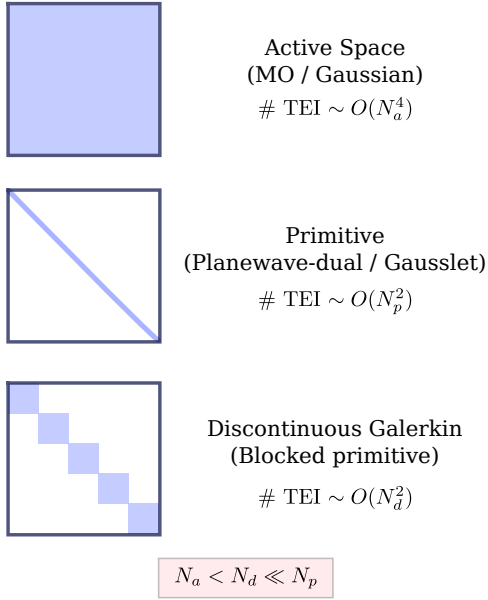 Active Space
(MO / Gaussian)
# TEI ∼ O(N_a^4)
Primitive
(Planewave-dual / Gausslet)
# TEI ∼ O(N_p^2)
Discontinuous Galerkin
(Blocked primitive)
# TEI ∼ O(N_d^2)
N_a < N_d ≪ N_p